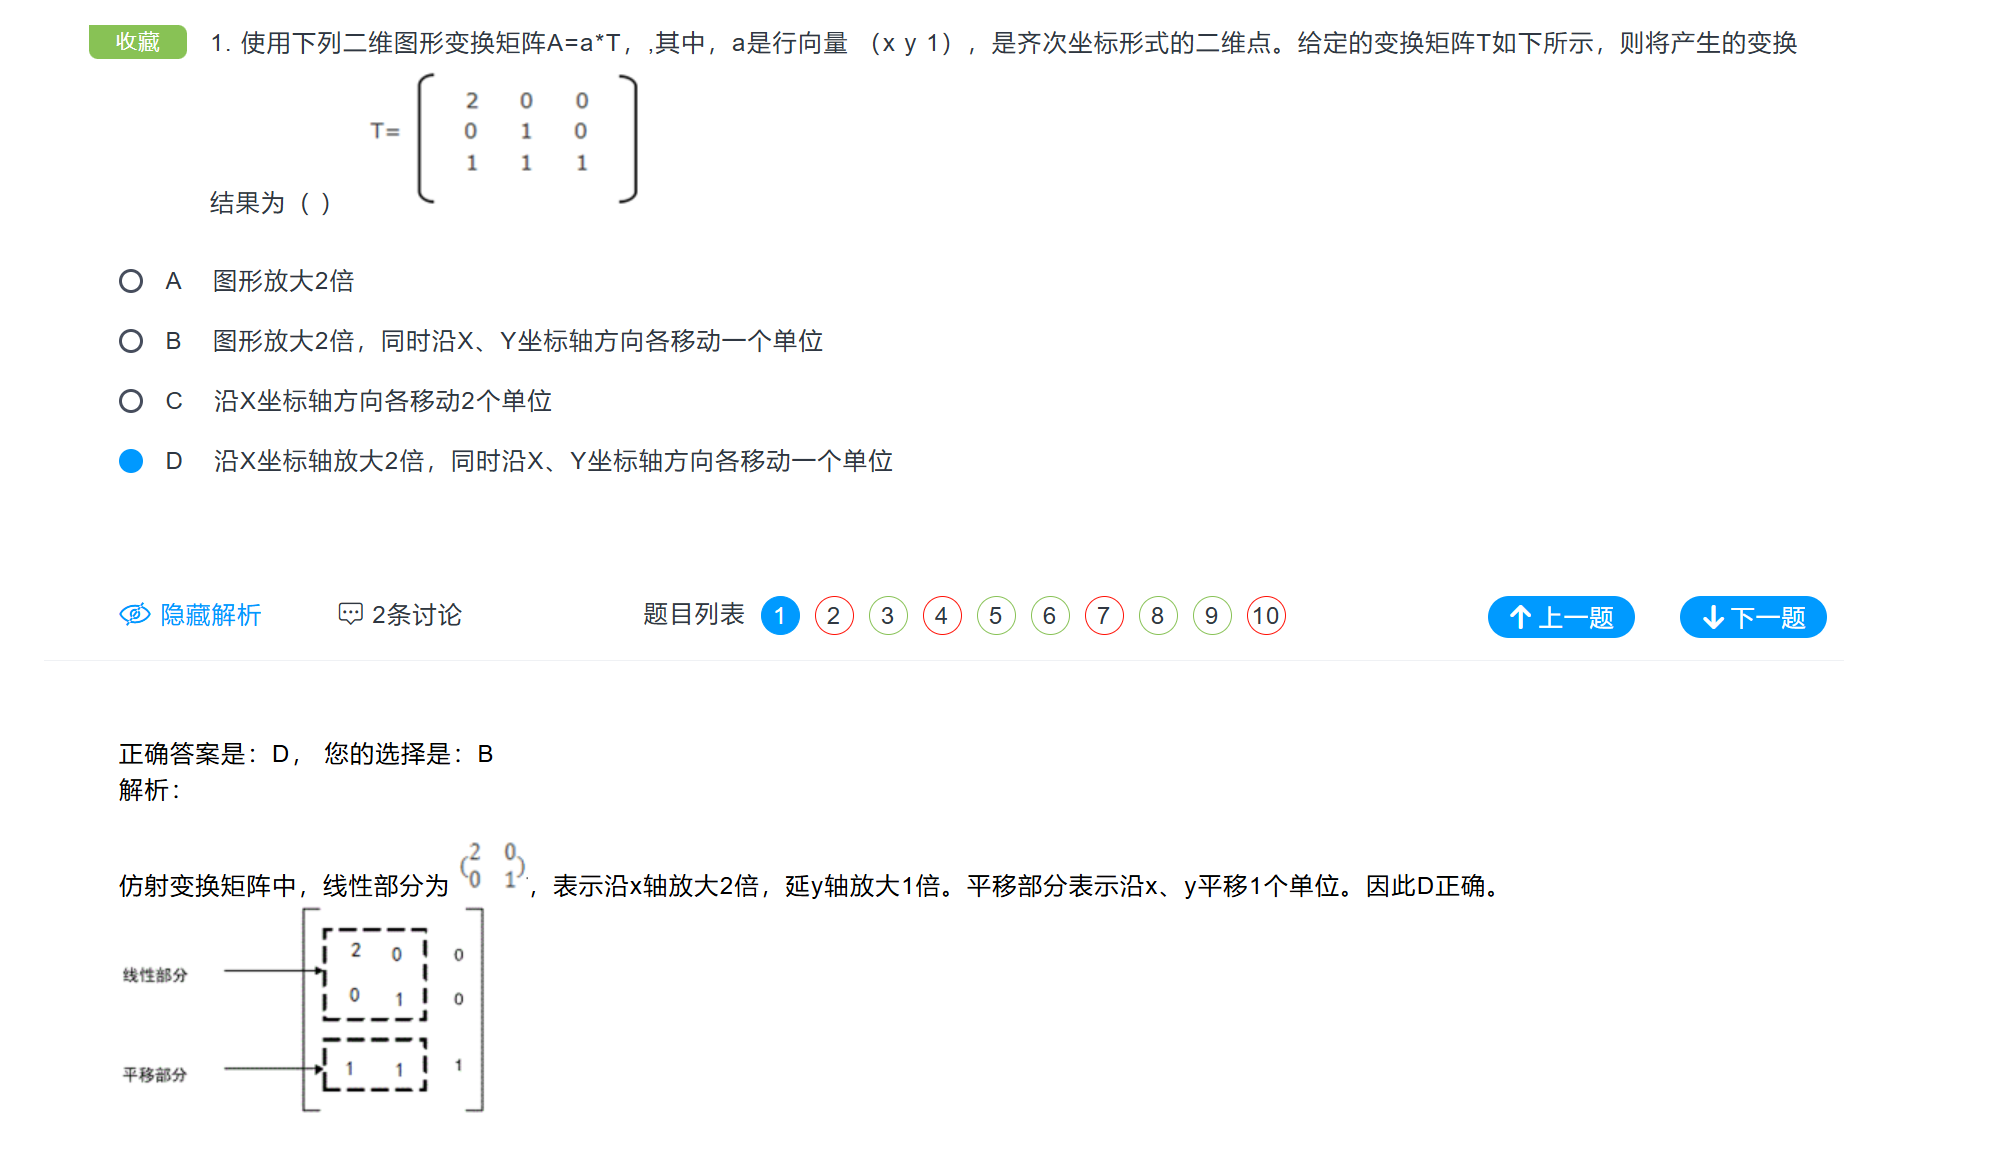 收藏
1. 使用下列二维图形变换矩阵A=a*T，,其中，a是行向量 （x y 1），是齐次坐标形式的二维点。给定的变换矩阵T如下所示，则将产生的变换
T=
2 0 0
0 1 0
1 1 1
结果为（ ）
A 图形放大2倍
B 图形放大2倍，同时沿X、Y坐标轴方向各移动一个单位
C 沿X坐标轴方向各移动2个单位
D 沿X坐标轴放大2倍，同时沿X、Y坐标轴方向各移动一个单位
隐藏解析 2条讨论 题目列表 1 2 3 4 5 6 7 8 9 10 上一题 下一题
正确答案是：D， 您的选择是：B
解析：
仿射变换矩阵中，线性部分为 (2 0
0 1)，表示沿x轴放大2倍，延y轴放大1倍。平移部分表示沿x、y平移1个单位。因此D正确。
2 0 0
线性部分
0 1 0
平移部分 1 1 1